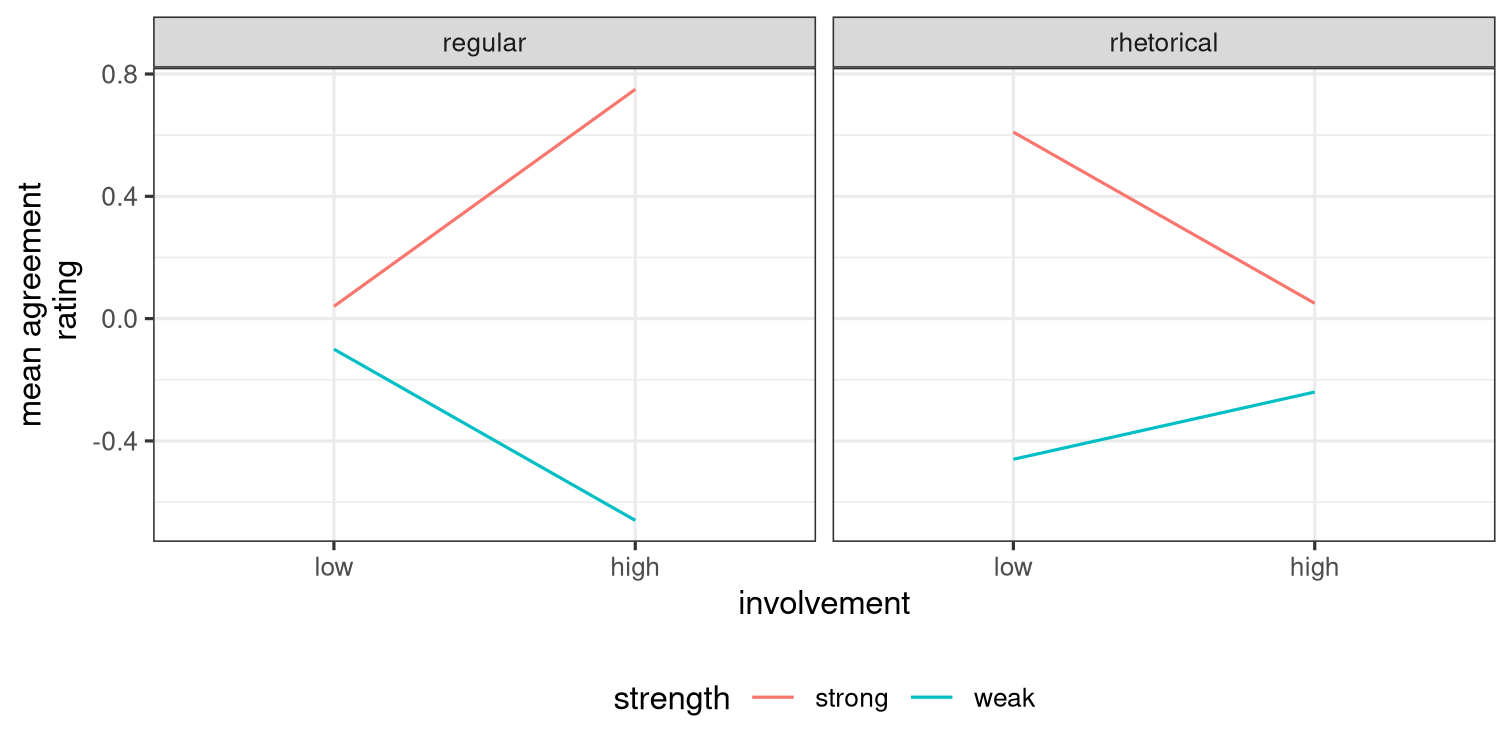 regular
rhetorical
0.8
0.4
0.0
-0.4
mean agreement
rating
low
high
low
high
involvement
strength
strong
weak